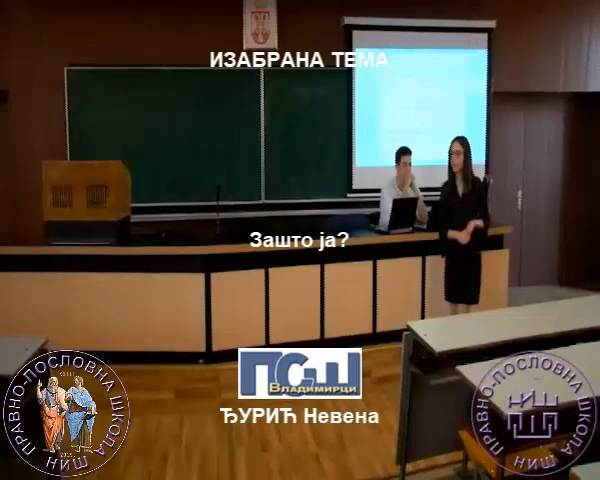 ИЗАБРАНА ТЕМА
Зашто ја?
ПСШ
Владимирци
ЂУРИЋ Невена
ПРАВНО-ПОСЛОВНА ШКОЛА
НИШ
ПРАВНО-ПОСЛОВНА ШКОЛА
НИШ